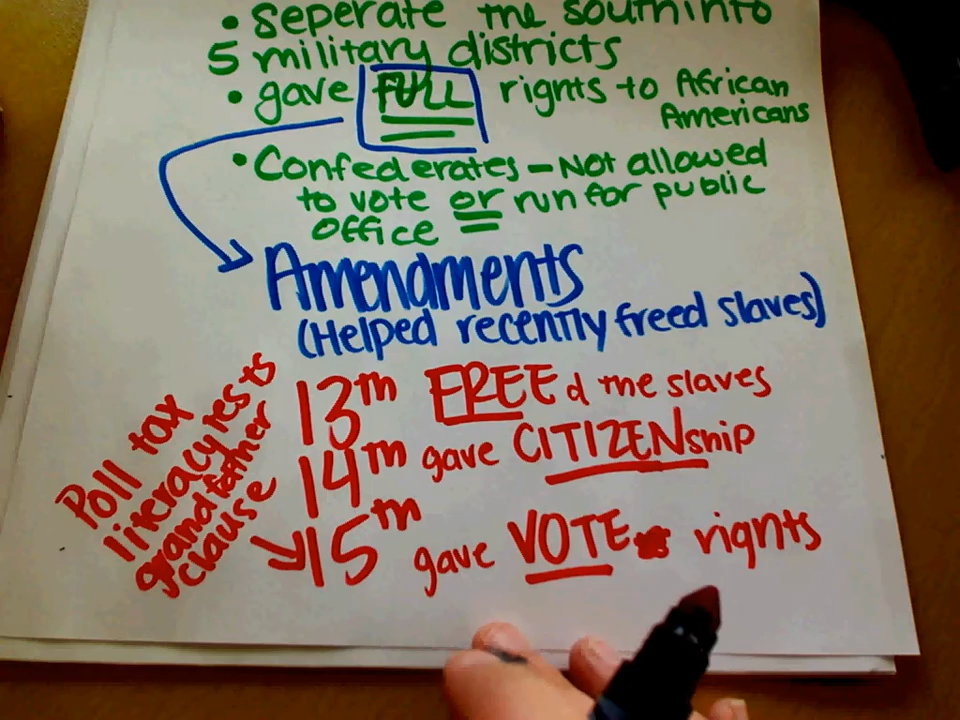 • seperate the south into
5 military districts
• gave FULL rights to African
Americans
• Confederates - Not allowed
to vote or run for public
office
Amendments
(Helped recently freed slaves)
13th FREEd the slaves
14th gave CITIZENship
15th gave VOTE rights
Poll tax
literacy tests
grandfather
clause